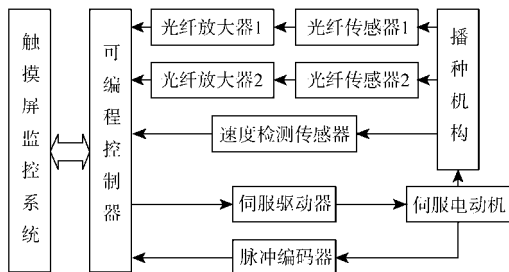 触摸屏监控系统
可编程控制器
光纤放大器1
光纤传感器1
光纤放大器2
光纤传感器2
速度检测传感器
播种机构
伺服驱动器
伺服电动机
脉冲编码器